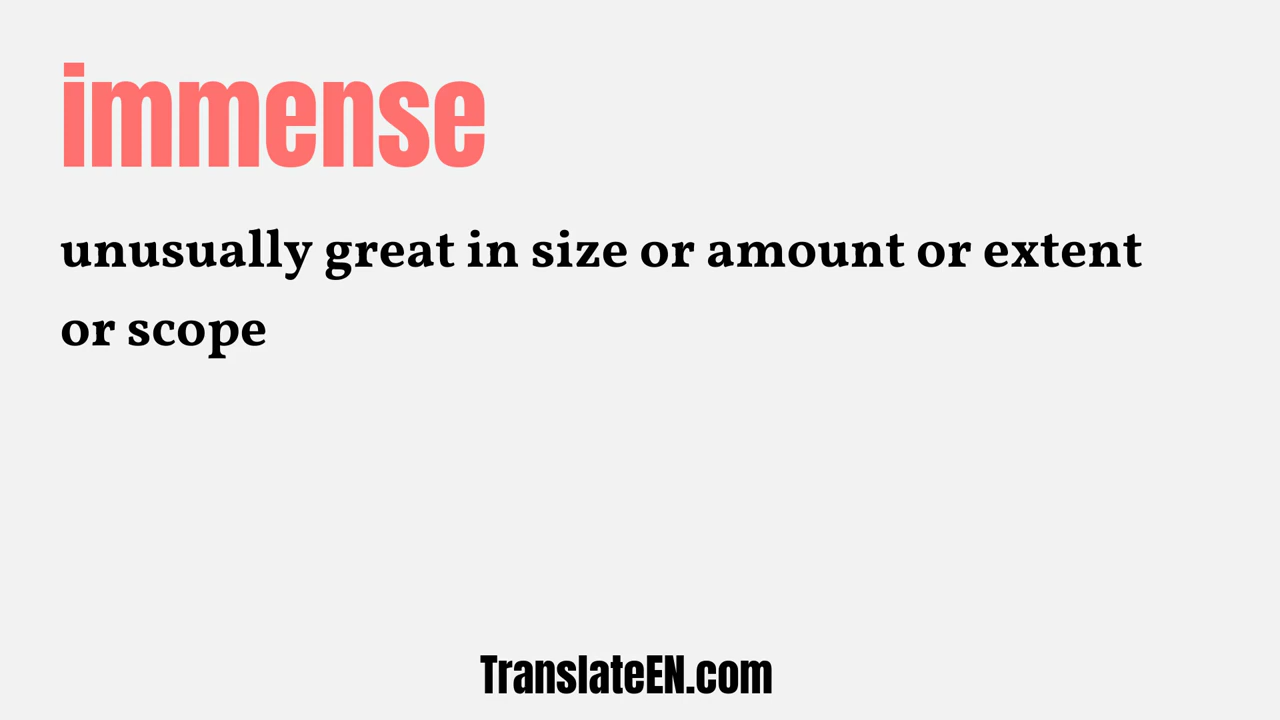 immense
unusually great in size or amount or extent
or scope
TranslateEN.com